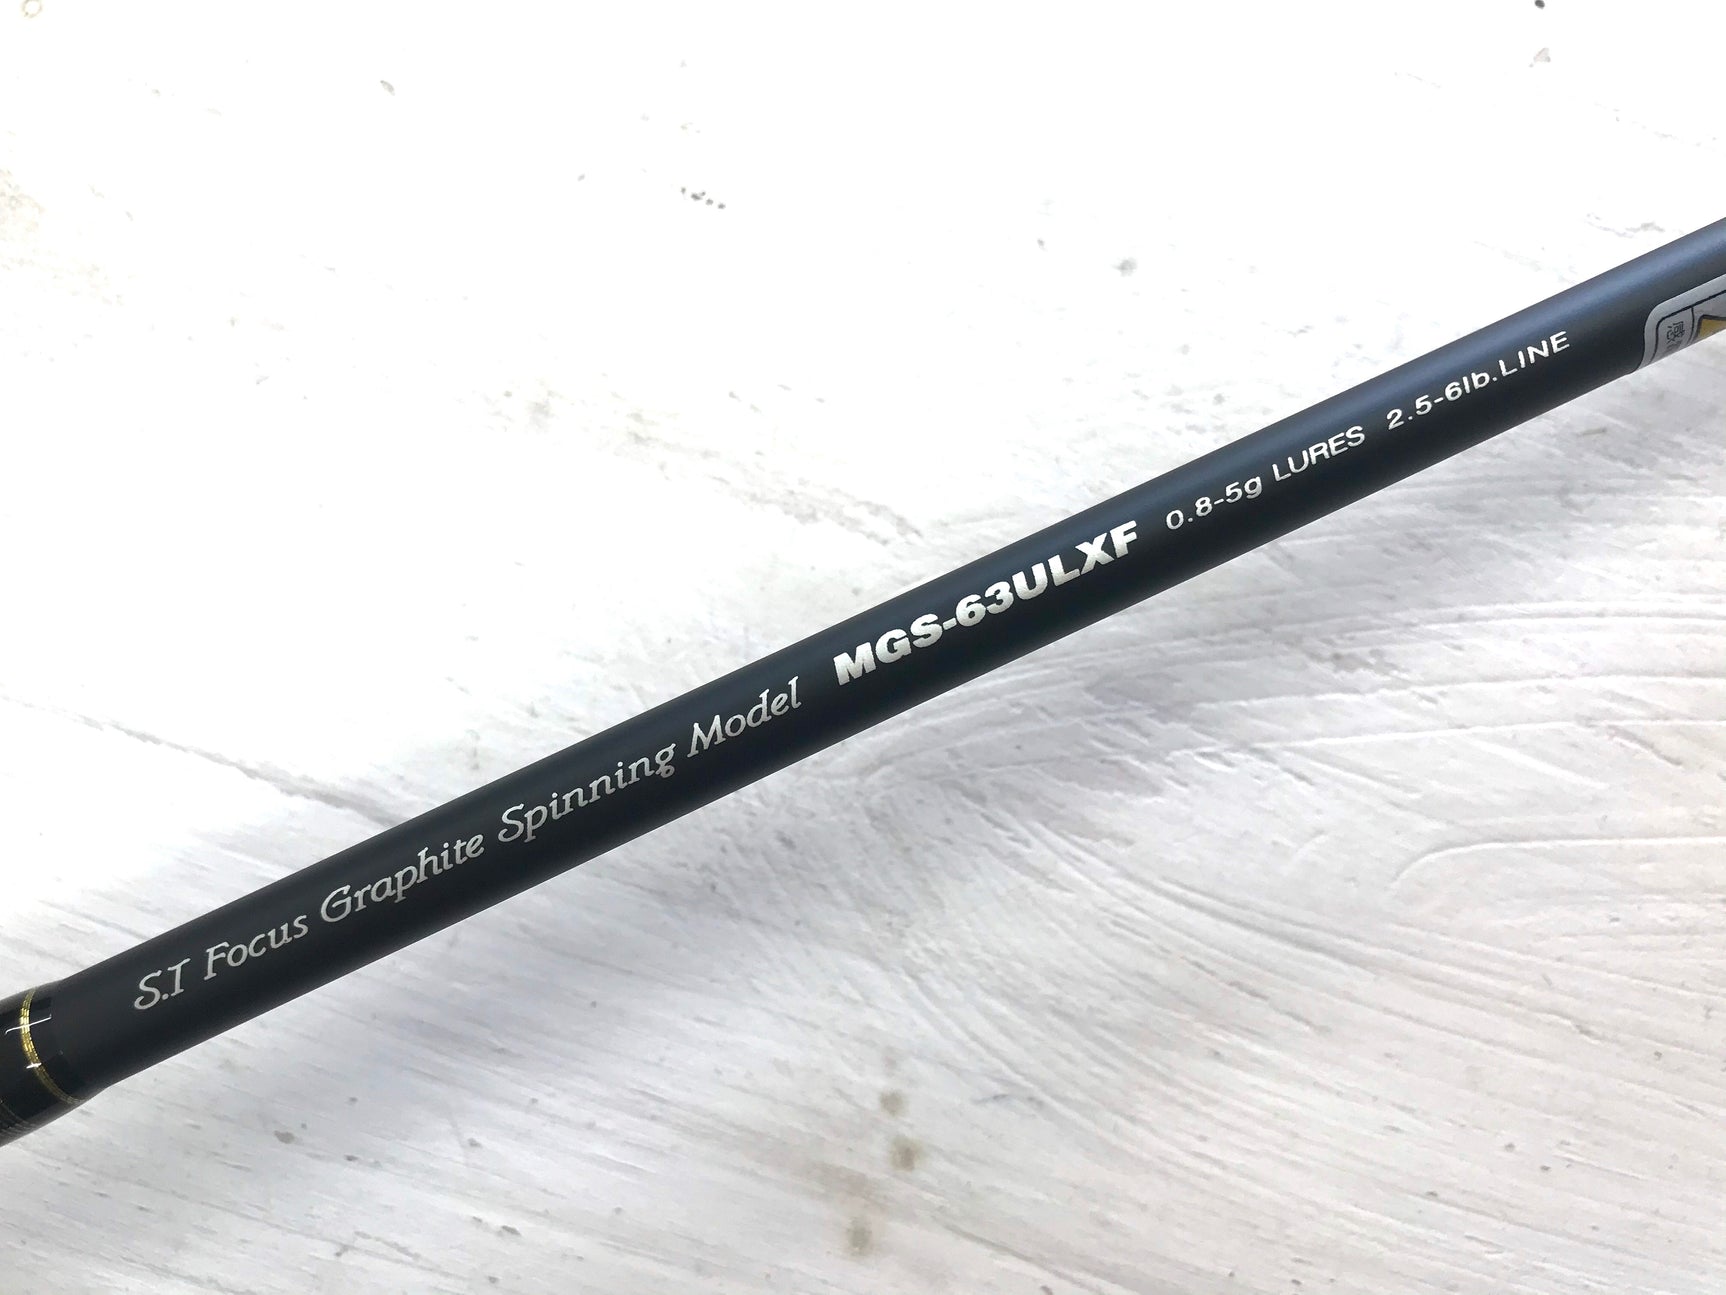 S.I Focus Graphite Spinning Model MGS-63ULXF 0.8-5g LURES 2.5-6lb.LINE